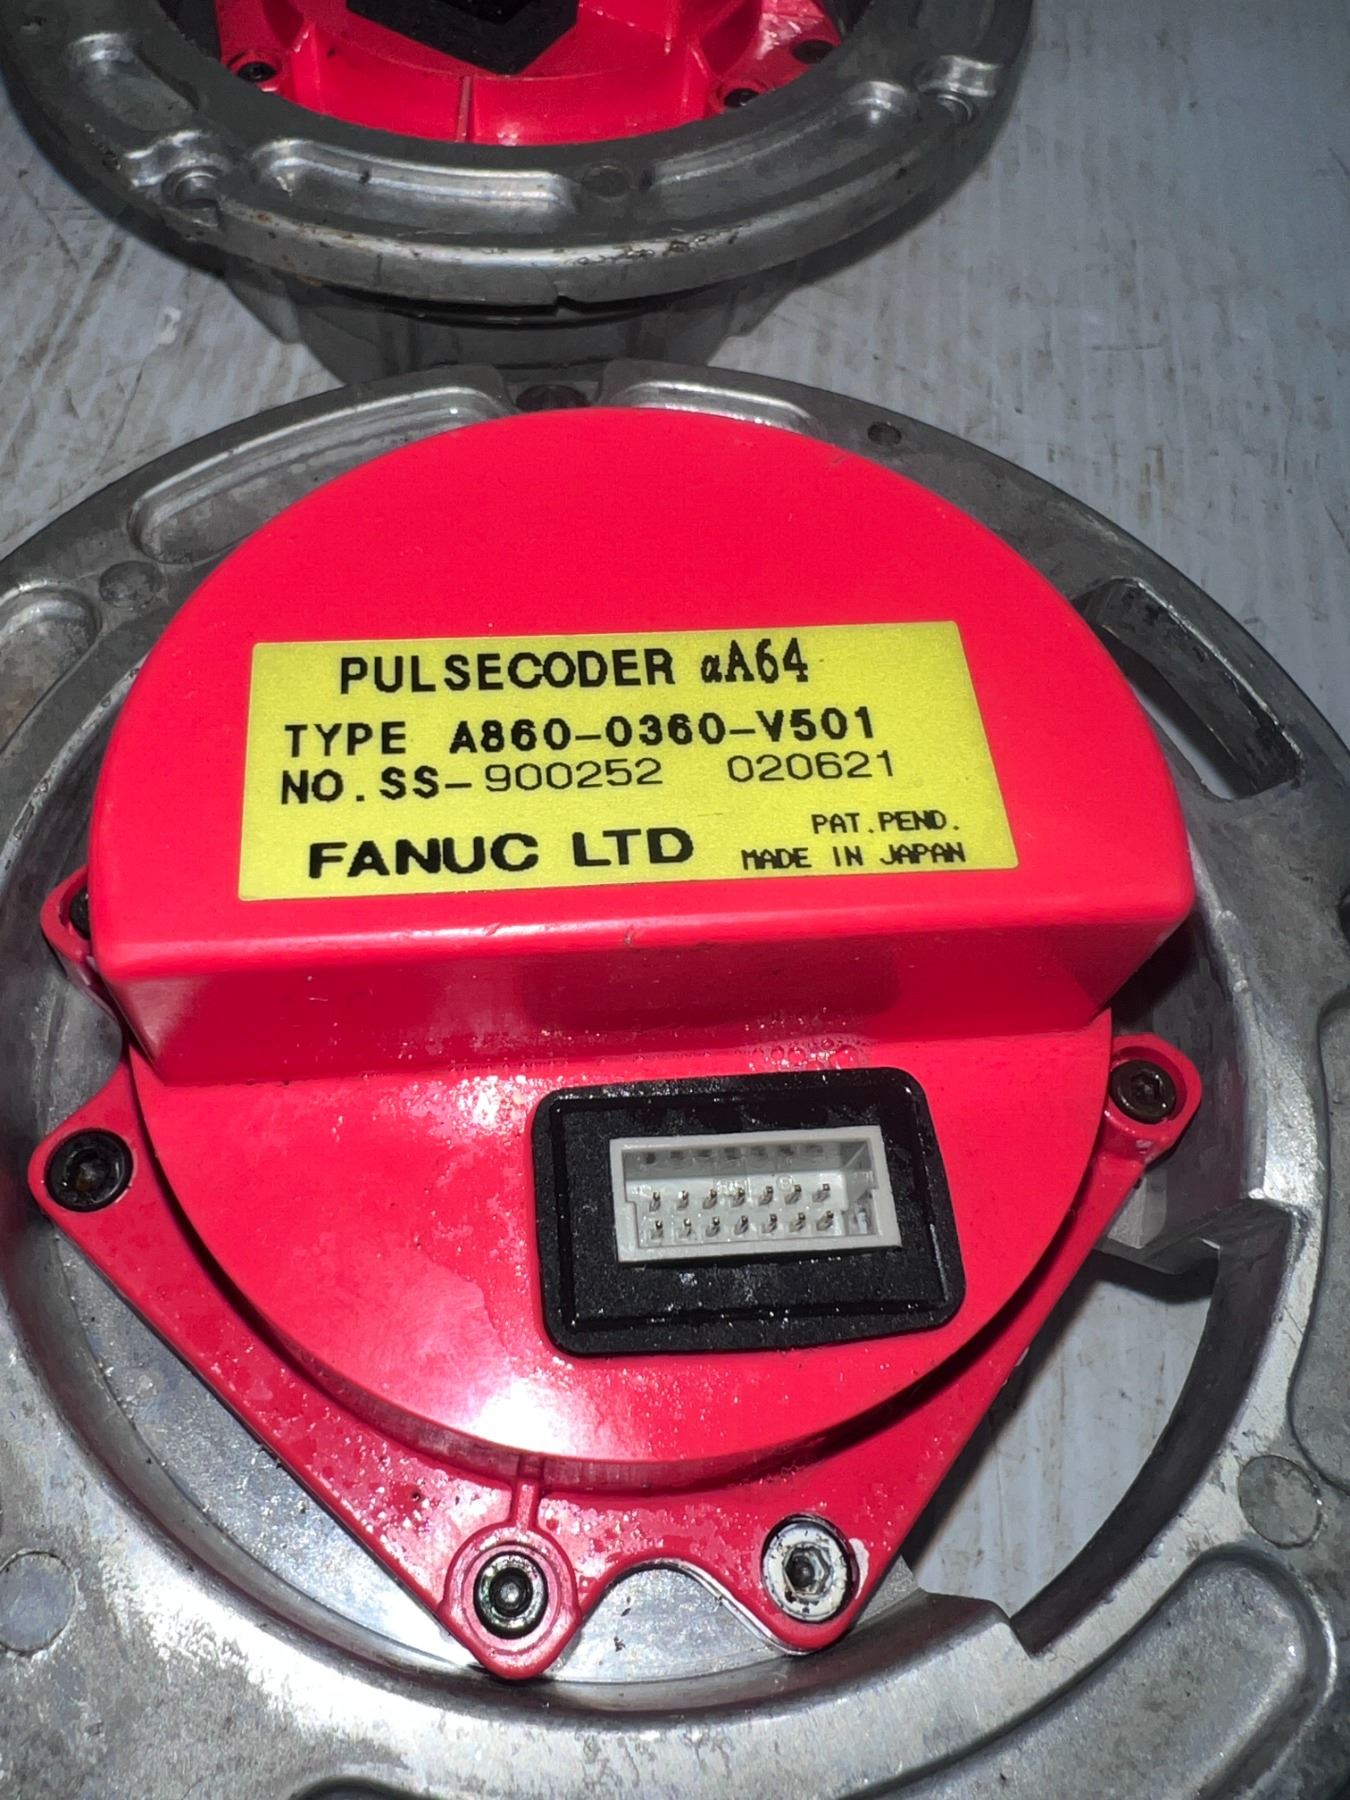 PULSECODER αA64
TYPE A860-0360-V501
NO.SS-900252 020621
PAT.PEND.
FANUC LTD MADE IN JAPAN